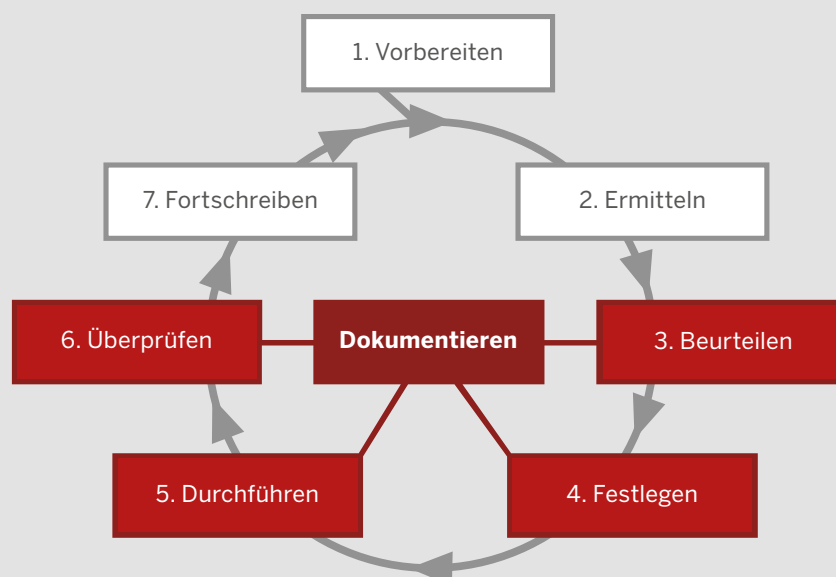 1. Vorbereiten
7. Fortschreiben
2. Ermitteln
6. Überprüfen
Dokumentieren
3. Beurteilen
5. Durchführen
4. Festlegen